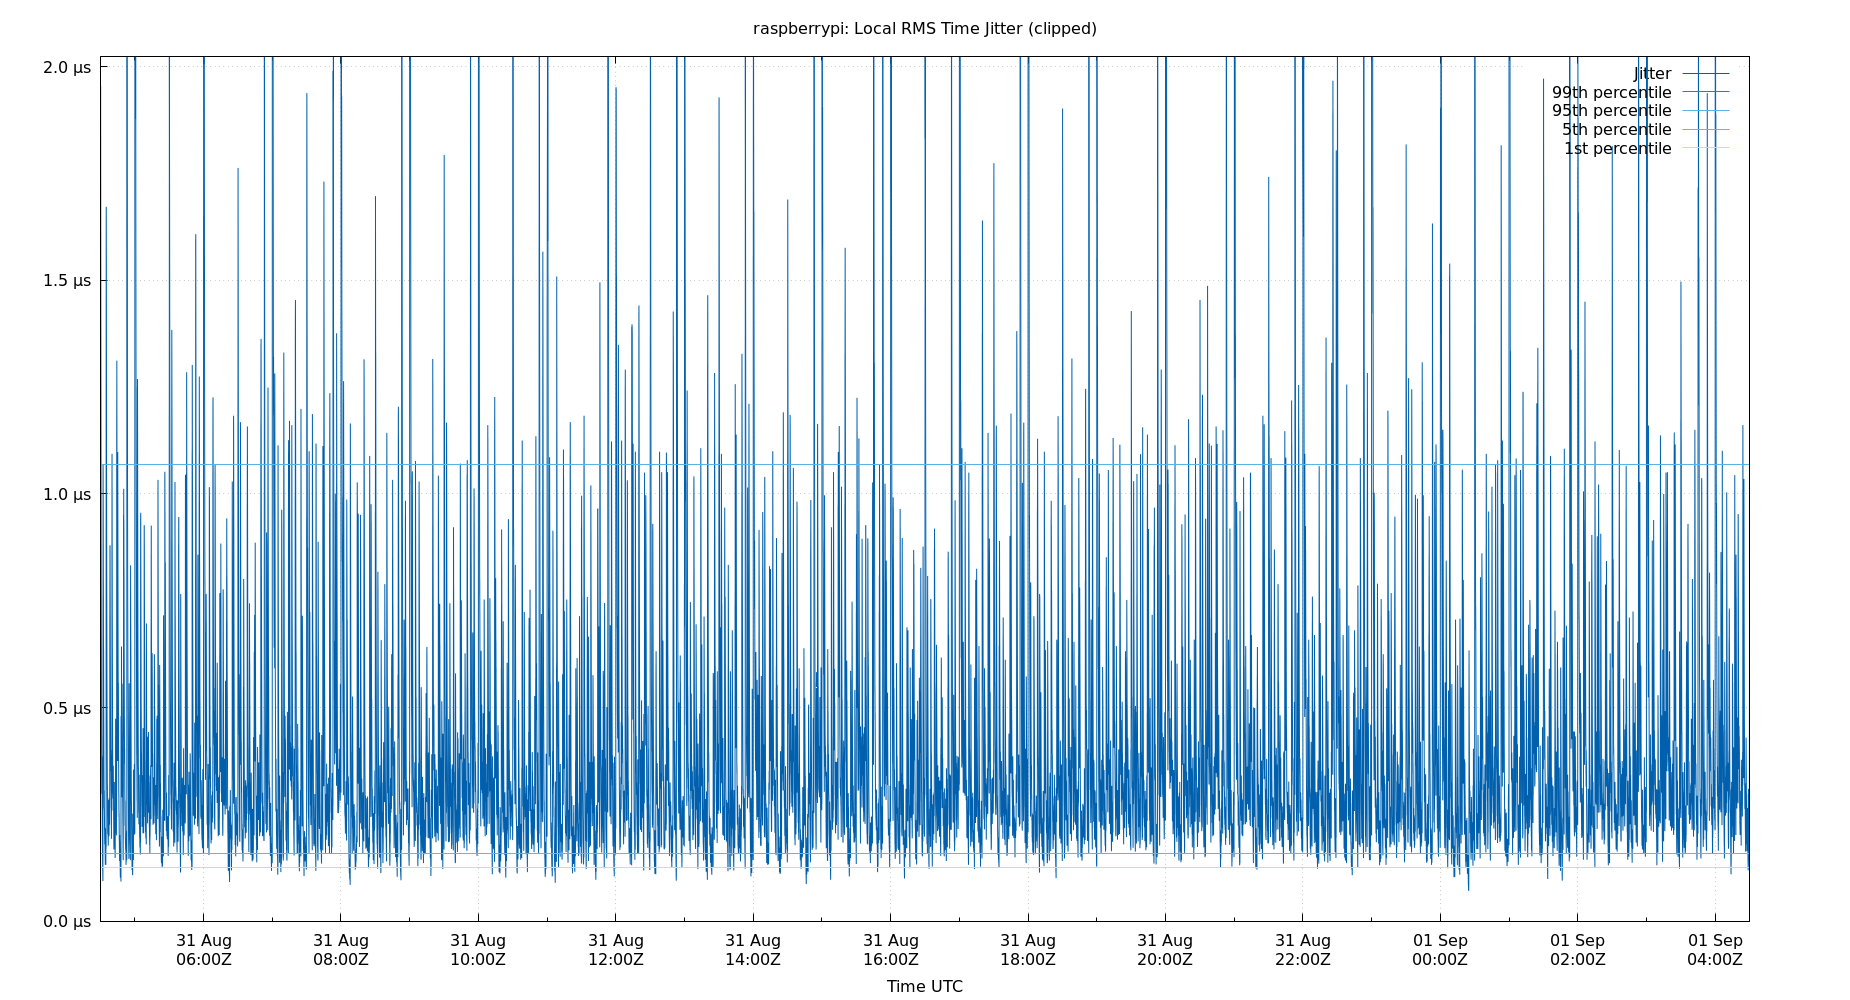 raspberrypi: Local RMS Time Jitter (clipped)
2.0 µs
1.5 µs
1.0 µs
0.5 µs
0.0 µs
Jitter
99th percentile
95th percentile
5th percentile
1st percentile
31 Aug 31 Aug 31 Aug 31 Aug 31 Aug 31 Aug 31 Aug 31 Aug 31 Aug 01 Sep 01 Sep 01 Sep
06:00Z 08:00Z 10:00Z 12:00Z 14:00Z 16:00Z 18:00Z 20:00Z 22:00Z 00:00Z 02:00Z 04:00Z
Time UTC